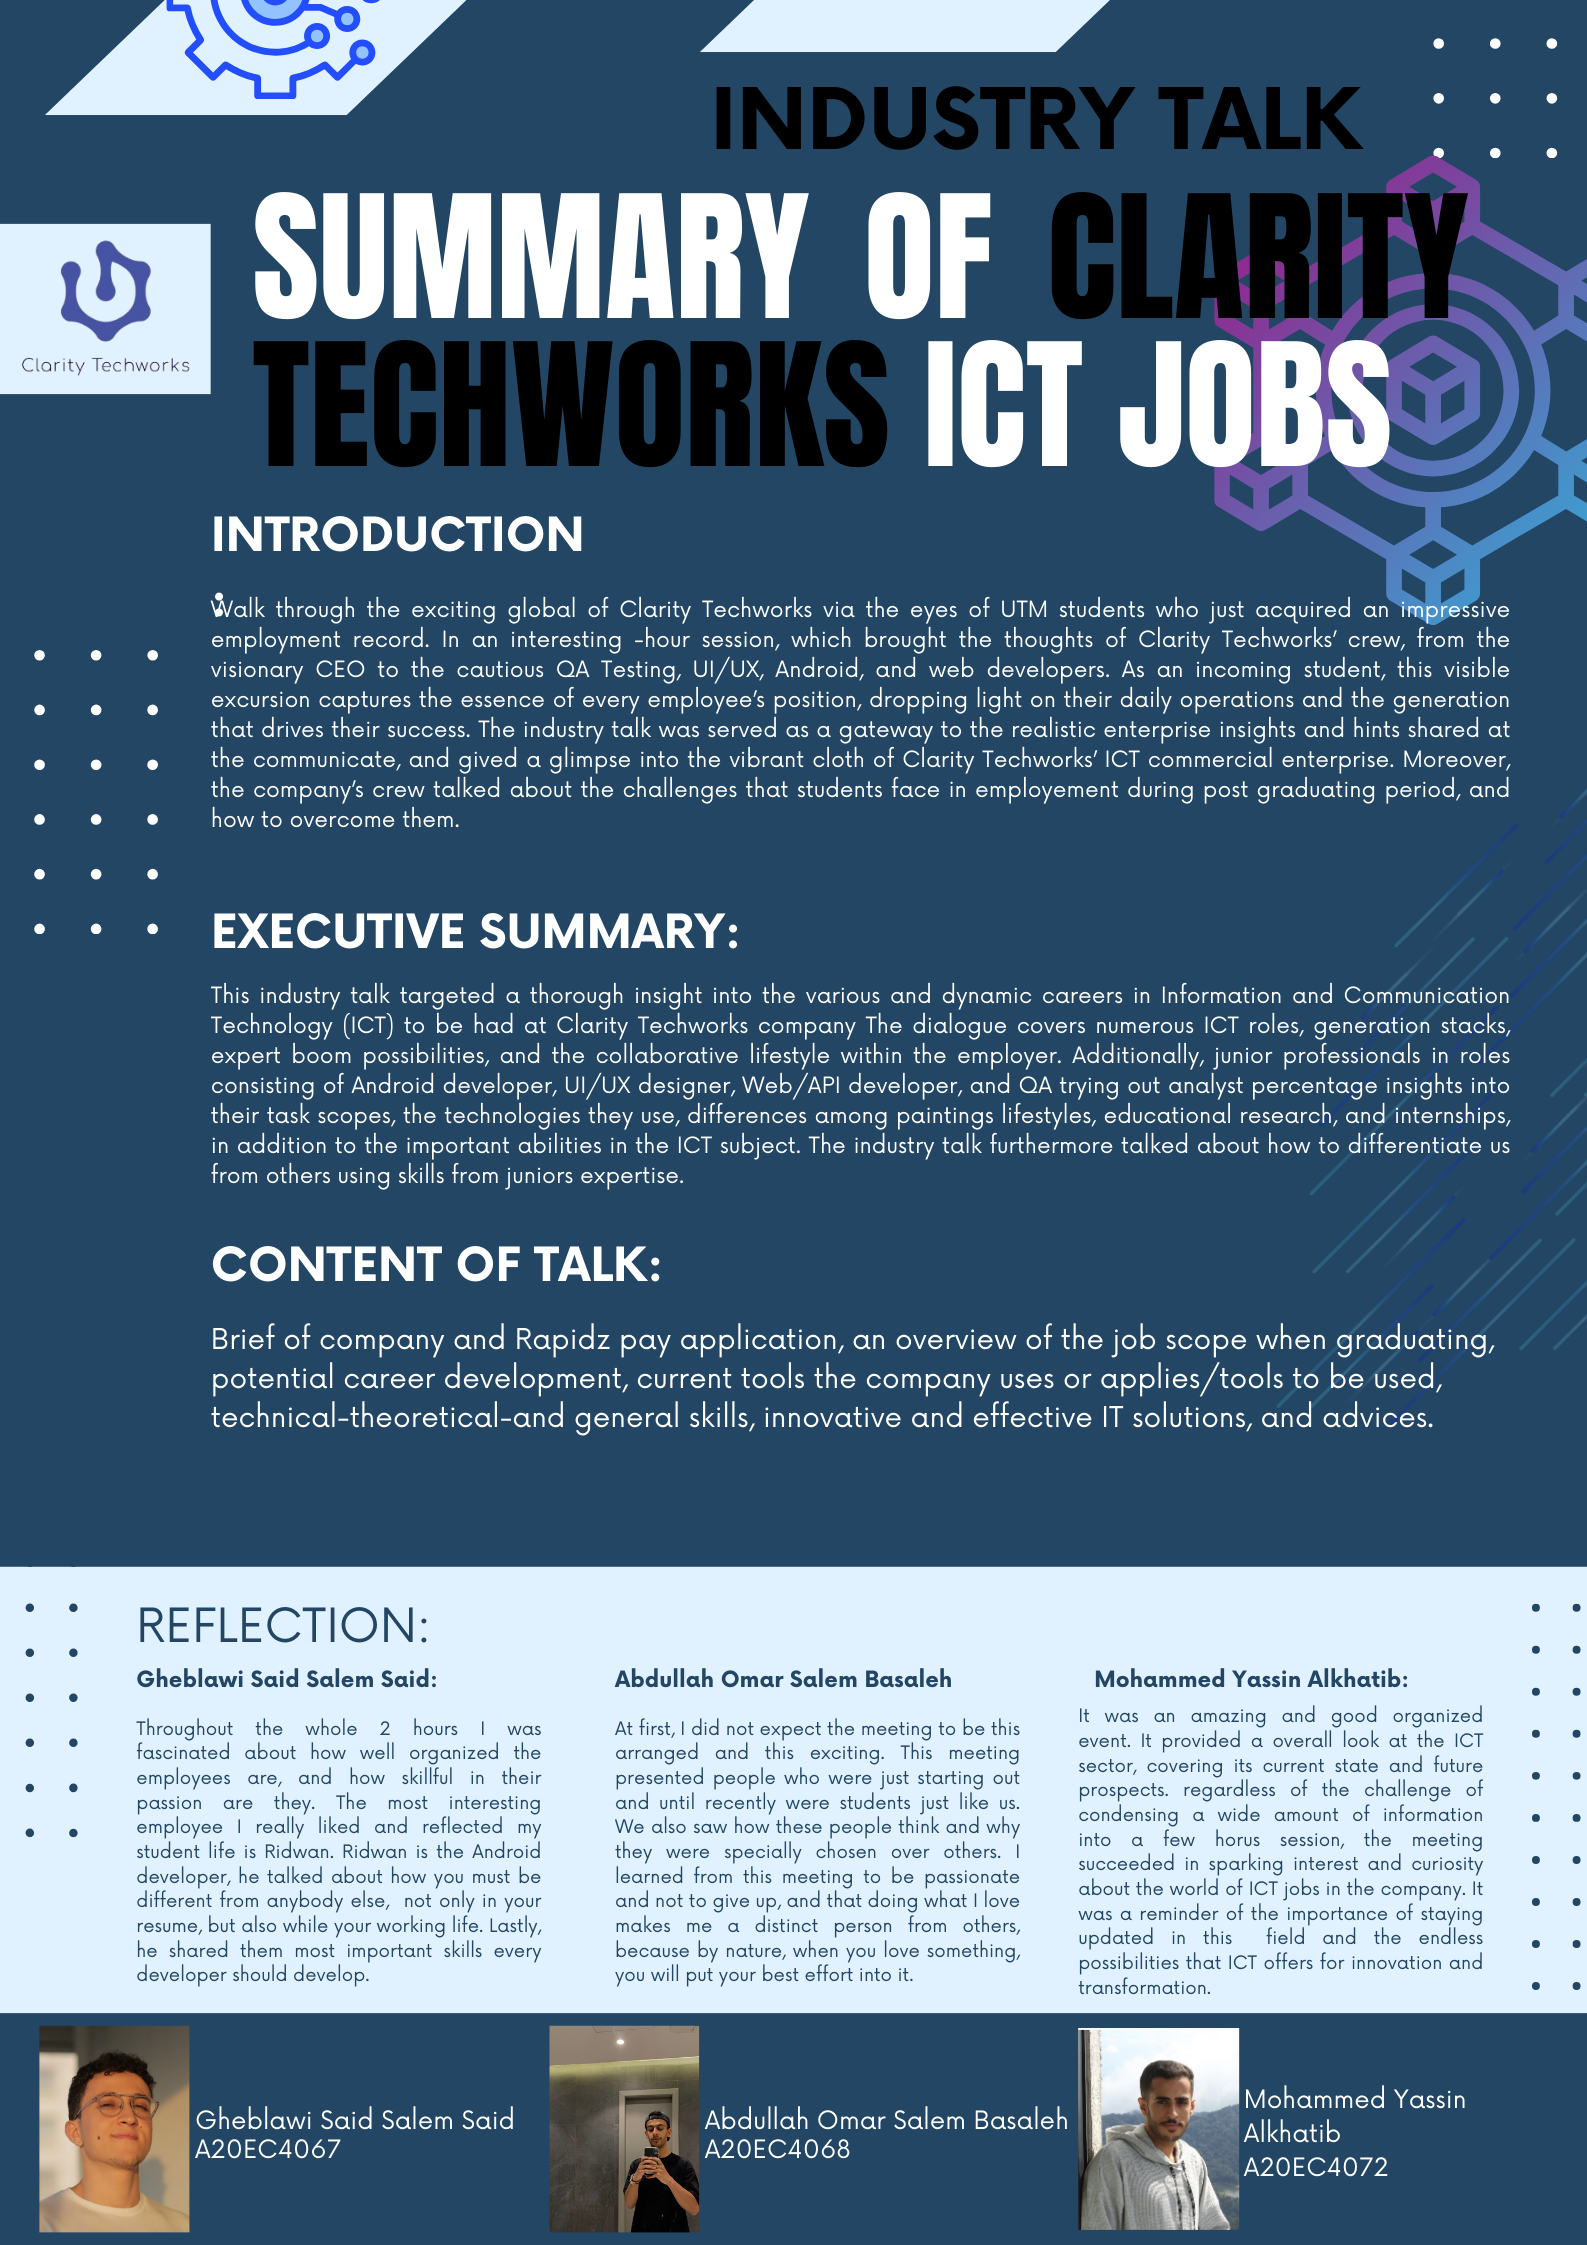 INDUSTRY TALK
SUMMARY OF CLARITY
TECHWORKS ICT JOBS
Clarity Techworks
INTRODUCTION
:
Walk through the exciting global of Clarity Techworks via the eyes of UTM students who just acquired an impressive
employment record. In an interesting -hour session, which brought the thoughts of Clarity Techworks’ crew, from the
visionary CEO to the cautious QA Testing, UI/UX, Android, and web developers. As an incoming student, this visible
excursion captures the essence of every employee’s position, dropping light on their daily operations and the generation
that drives their success. The industry talk was served as a gateway to the realistic enterprise insights and hints shared at
the communicate, and gived a glimpse into the vibrant cloth of Clarity Techworks’ ICT commercial enterprise. Moreover,
the company’s crew talked about the challenges that students face in employement during post graduating period, and
how to overcome them.
EXECUTIVE SUMMARY:
This industry talk targeted a thorough insight into the various and dynamic careers in Information and Communication
Technology (ICT) to be had at Clarity Techworks company The dialogue covers numerous ICT roles, generation stacks,
expert boom possibilities, and the collaborative lifestyle within the employer. Additionally, junior professionals in roles
consisting of Android developer, UI/UX designer, Web/API developer, and QA trying out analyst percentage insights into
their task scopes, the technologies they use, differences among paintings lifestyles, educational research, and internships,
in addition to the important abilities in the ICT subject. The industry talk furthermore talked about how to differentiate us
from others using skills from juniors expertise.
CONTENT OF TALK:
Brief of company and Rapidz pay application, an overview of the job scope when graduating,
potential career development, current tools the company uses or applies/tools to be used,
technical-theoretical-and general skills, innovative and effective IT solutions, and advices.
REFLECTION:
Gheblawi Said Salem Said:
Throughout the whole 2 hours I was
fascinated about how well organized the
employees are, and how skillful in their
passion are they. The most interesting
employee I really liked and reflected my
student life is Ridwan. Ridwan is the Android
developer, he talked about how you must be
different from anybody else, not only in your
resume, but also while your working life. Lastly,
he shared them most important skills every
developer should develop.
Abdullah Omar Salem Basaleh
At first, I did not expect the meeting to be this
arranged and this exciting. This meeting
presented people who were just starting out
and until recently were students just like us.
We also saw how these people think and why
they were specially chosen over others. I
learned from this meeting to be passionate
and not to give up, and that doing what I love
makes me a distinct person from others,
because by nature, when you love something,
you will put your best effort into it.
Mohammed Yassin Alkhatib:
It was an amazing and good organized
event. It provided a overall look at the ICT
sector, covering its current state and future
prospects. regardless of the challenge of
condensing a wide amount of information
into a few horus session, the meeting
succeeded in sparking interest and curiosity
about the world of ICT jobs in the company. It
was a reminder of the importance of staying
updated in this field and the endless
possibilities that ICT offers for innovation and
transformation.
Gheblawi Said Salem Said
A20EC4067
Abdullah Omar Salem Basaleh
A20EC4068
Mohammed Yassin
Alkhatib
A20EC4072